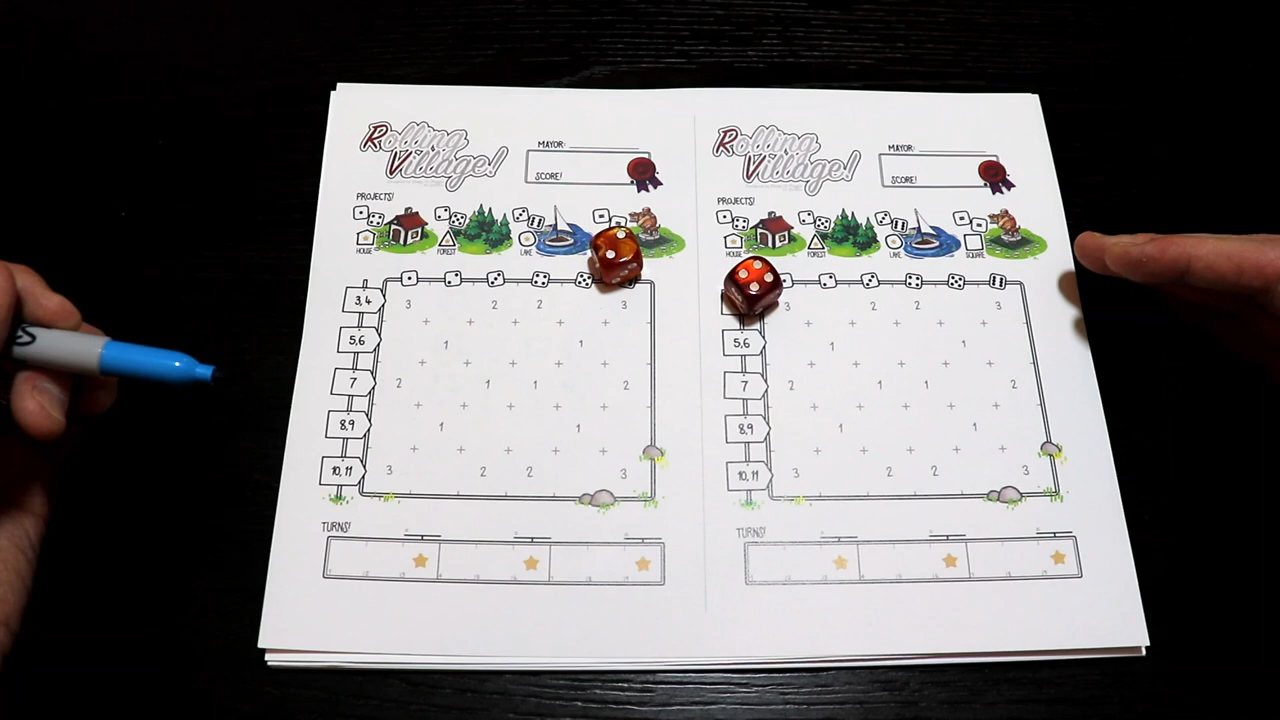 Rolling
Village!
MAYOR:
SCORE!
PROJECTS!
HOUSE
FOREST
LAKE
3,4
3 2 2 3
5,6
1 1
7
2 1 1 2
8,9
1 1
10,11
3 2 2 3
TURNS!
Rolling
Village!
MAYOR:
SCORE!
PROJECTS!
HOUSE
FOREST
LAKE
SQUARE
3 2 2 3
5,6
1 1
7
2 1 1 2
8,9
1 1
10,11
3 2 2 3
TURNS!